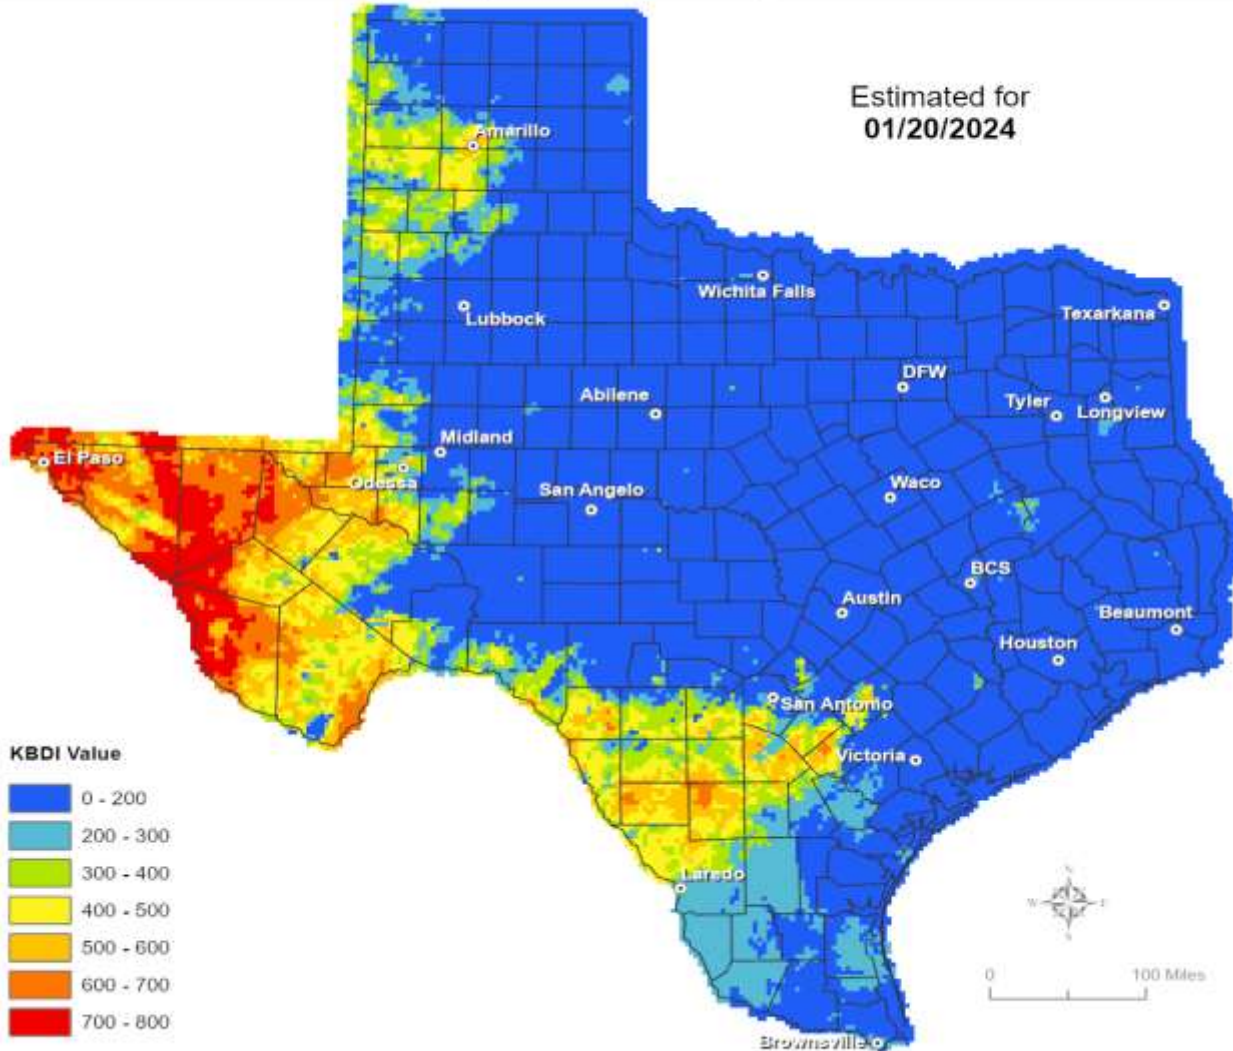 Estimated for
01/20/2024
Amarillo
Wichita Falls
Lubbock
Texarkana
DFW
Abilene
Tyler
Longview
Midland
El Paso
Odessa
San Angelo
Waco
BCS
Austin
Beaumont
Houston
San Antonio
Victoria
KBDI Value
0 - 200
200 - 300
300 - 400
400 - 500
500 - 600
600 - 700
700 - 800
Laredo
N
W E
S
0 100 Miles
Brownsville